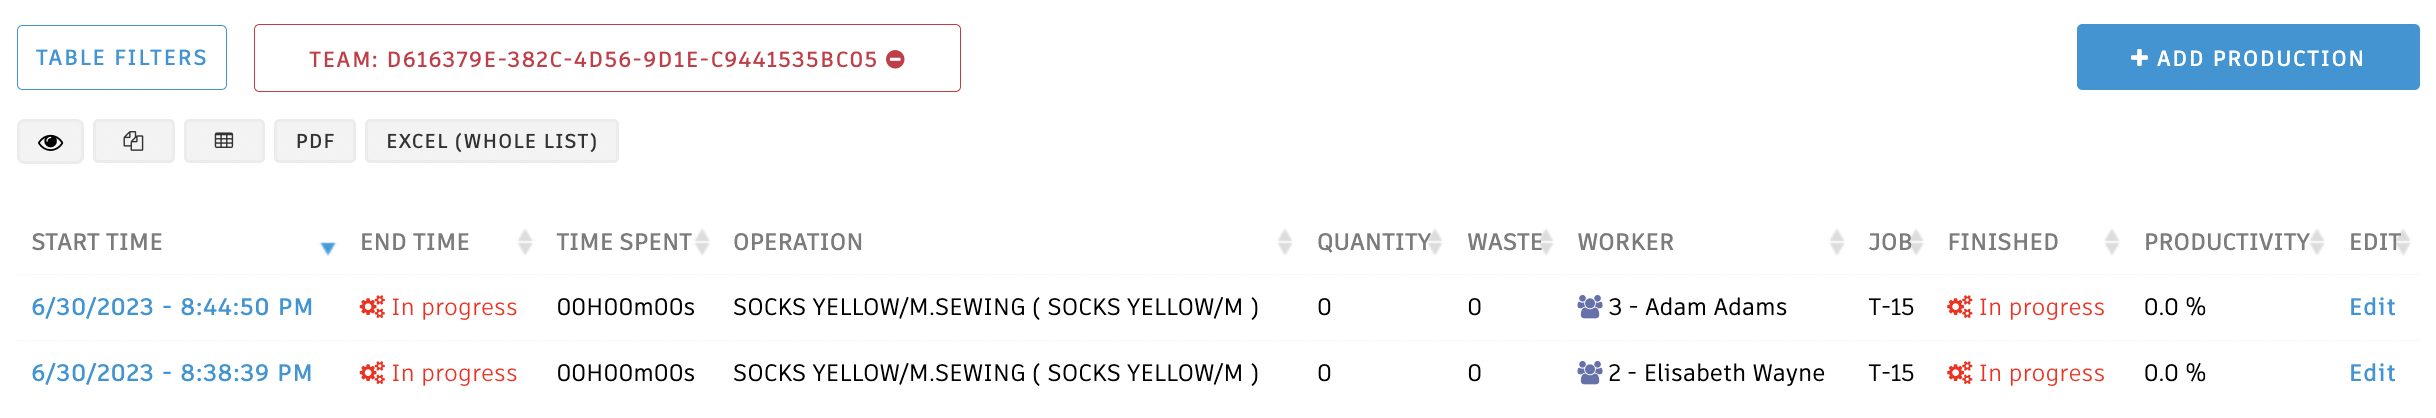 TABLE FILTERS TEAM: D616379E-382C-4D56-9D1E-C9441535BC05 ADD PRODUCTION
PDF EXCEL (WHOLE LIST)
START TIME END TIME TIME SPENT OPERATION QUANTITY WASTE WORKER JOB FINISHED PRODUCTIVITY EDIT
6/30/2023 - 8:44:50 PM In progress 00H00m00s SOCKS YELLOW/M.SEWING ( SOCKS YELLOW/M ) 0 0 3 - Adam Adams T-15 In progress 0.0 % Edit
6/30/2023 - 8:38:39 PM In progress 00H00m00s SOCKS YELLOW/M.SEWING ( SOCKS YELLOW/M ) 0 0 2 - Elisabeth Wayne T-15 In progress 0.0 % Edit